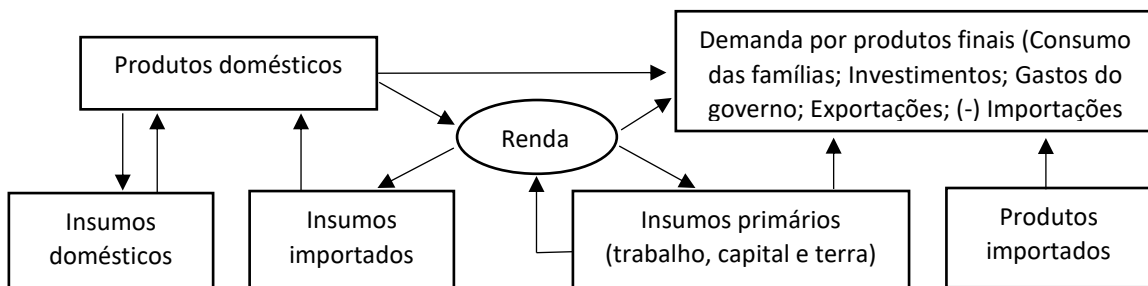 Produtos domésticos
Demanda por produtos finais (Consumo
das famílias; Investimentos; Gastos do
governo; Exportações; (-) Importações
Renda
Insumos
domésticos
Insumos
importados
Insumos primários
(trabalho, capital e terra)
Produtos
importados